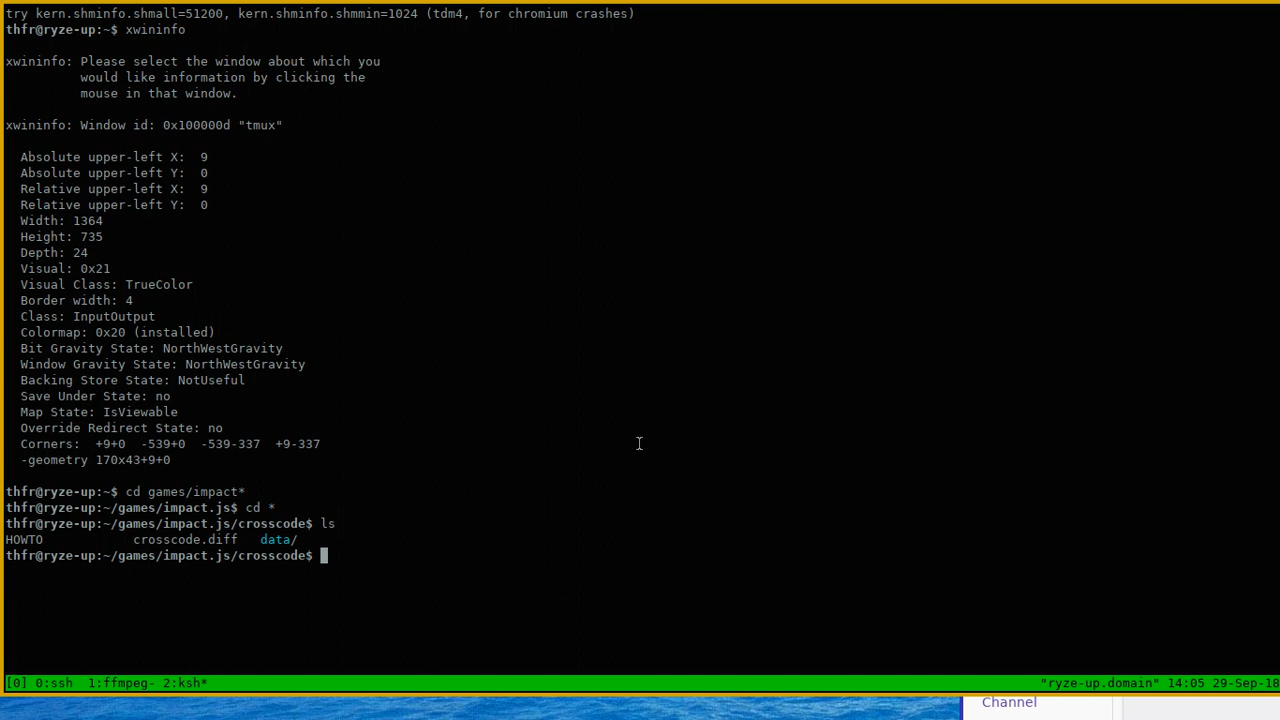 try kern.shminfo.shmall=51200, kern.shminfo.shmmin=1024 (tdm4, for chromium crashes)
thfr@ryze-up:~$ xwininfo
xwininfo: Please select the window about which you
would like information by clicking the
mouse in that window.
xwininfo: Window id: 0x100000d "tmux"
Absolute upper-left X:  9
Absolute upper-left Y:  0
Relative upper-left X:  9
Relative upper-left Y:  0
Width: 1364
Height: 735
Depth: 24
Visual: 0x21
Visual Class: TrueColor
Border width: 4
Class: InputOutput
Colormap: 0x20 (installed)
Bit Gravity State: NorthWestGravity
Window Gravity State: NorthWestGravity
Backing Store State: NotUseful
Save Under State: no
Map State: IsViewable
Override Redirect State: no
Corners:  +9+0  -539+0  -539-337  +9-337
-geometry 170x43+9+0
thfr@ryze-up:~$ cd games/impact*
thfr@ryze-up:~/games/impact.js$ cd *
thfr@ryze-up:~/games/impact.js/crosscode$ ls
HOWTO            crosscode.diff   data/
thfr@ryze-up:~/games/impact.js/crosscode$
[0] 0:ssh  1:ffmpeg- 2:ksh*    "ryze-up.domain" 14:05 29-Sep-18
Channel